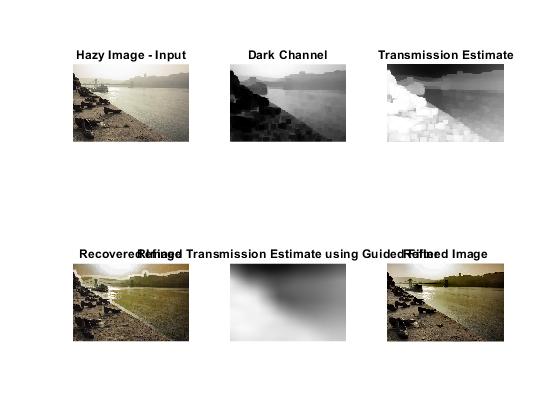 Hazy Image - Input
Dark Channel
Transmission Estimate
Recovered Image
Refined Transmission Estimate using Guided Filter
Refined Image